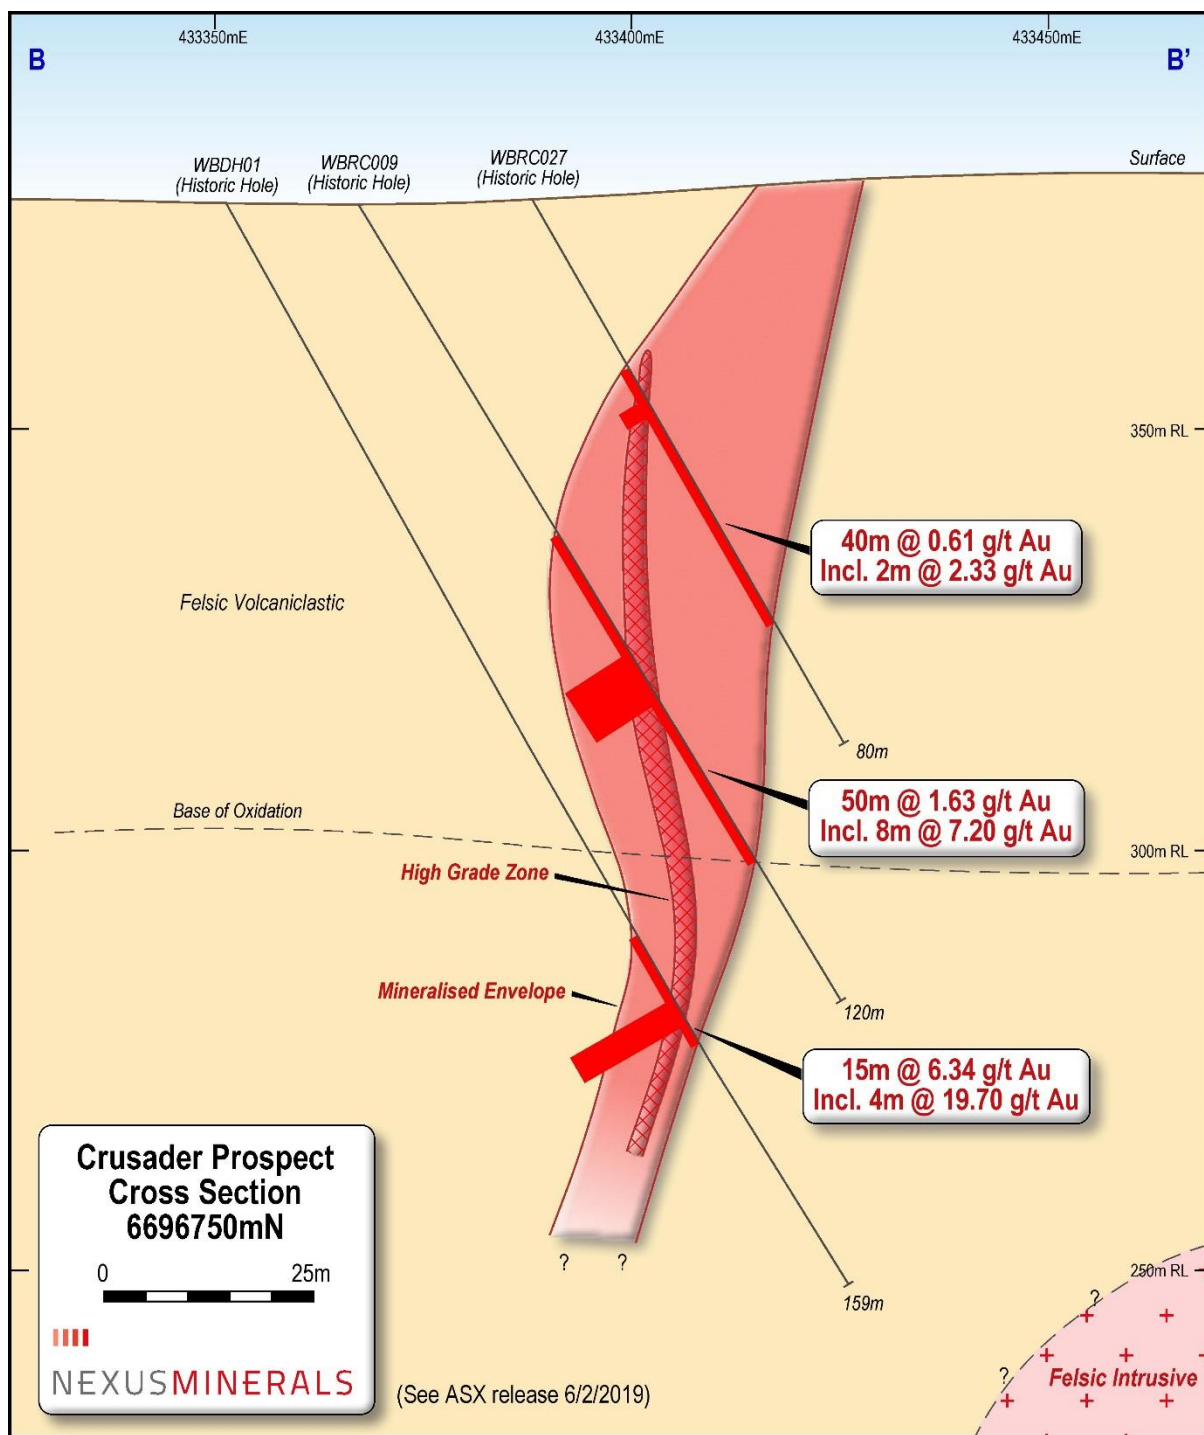 433350mE
433400mE
433450mE
B
B'
WBDH01
(Historic Hole)
WBRC009
(Historic Hole)
WBRC027
(Historic Hole)
Surface
350m RL
40m @ 0.61 g/t Au
Incl. 2m @ 2.33 g/t Au
Felsic Volcaniclastic
80m
50m @ 1.63 g/t Au
Incl. 8m @ 7.20 g/t Au
Base of Oxidation
300m RL
High Grade Zone
Mineralised Envelope
120m
15m @ 6.34 g/t Au
Incl. 4m @ 19.70 g/t Au
Crusader Prospect
Cross Section
6696750mN
0 25m
? ?
250m RL
?
159m
?
Felsic Intrusive
NEXUSMINERALS
(See ASX release 6/2/2019)